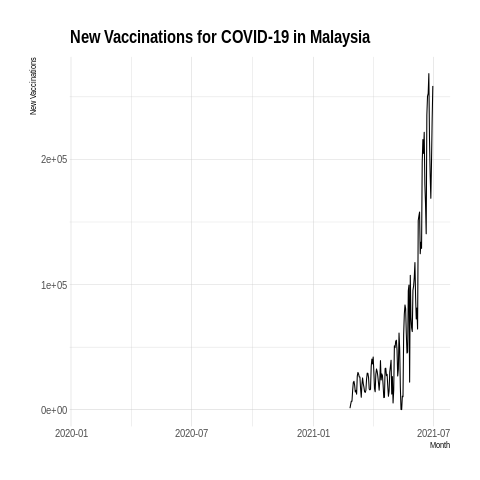 New Vaccinations for COVID-19 in Malaysia
New Vaccinations
2e+05
1e+05
0e+00
2020-01 2020-07 2021-01 2021-07
Month